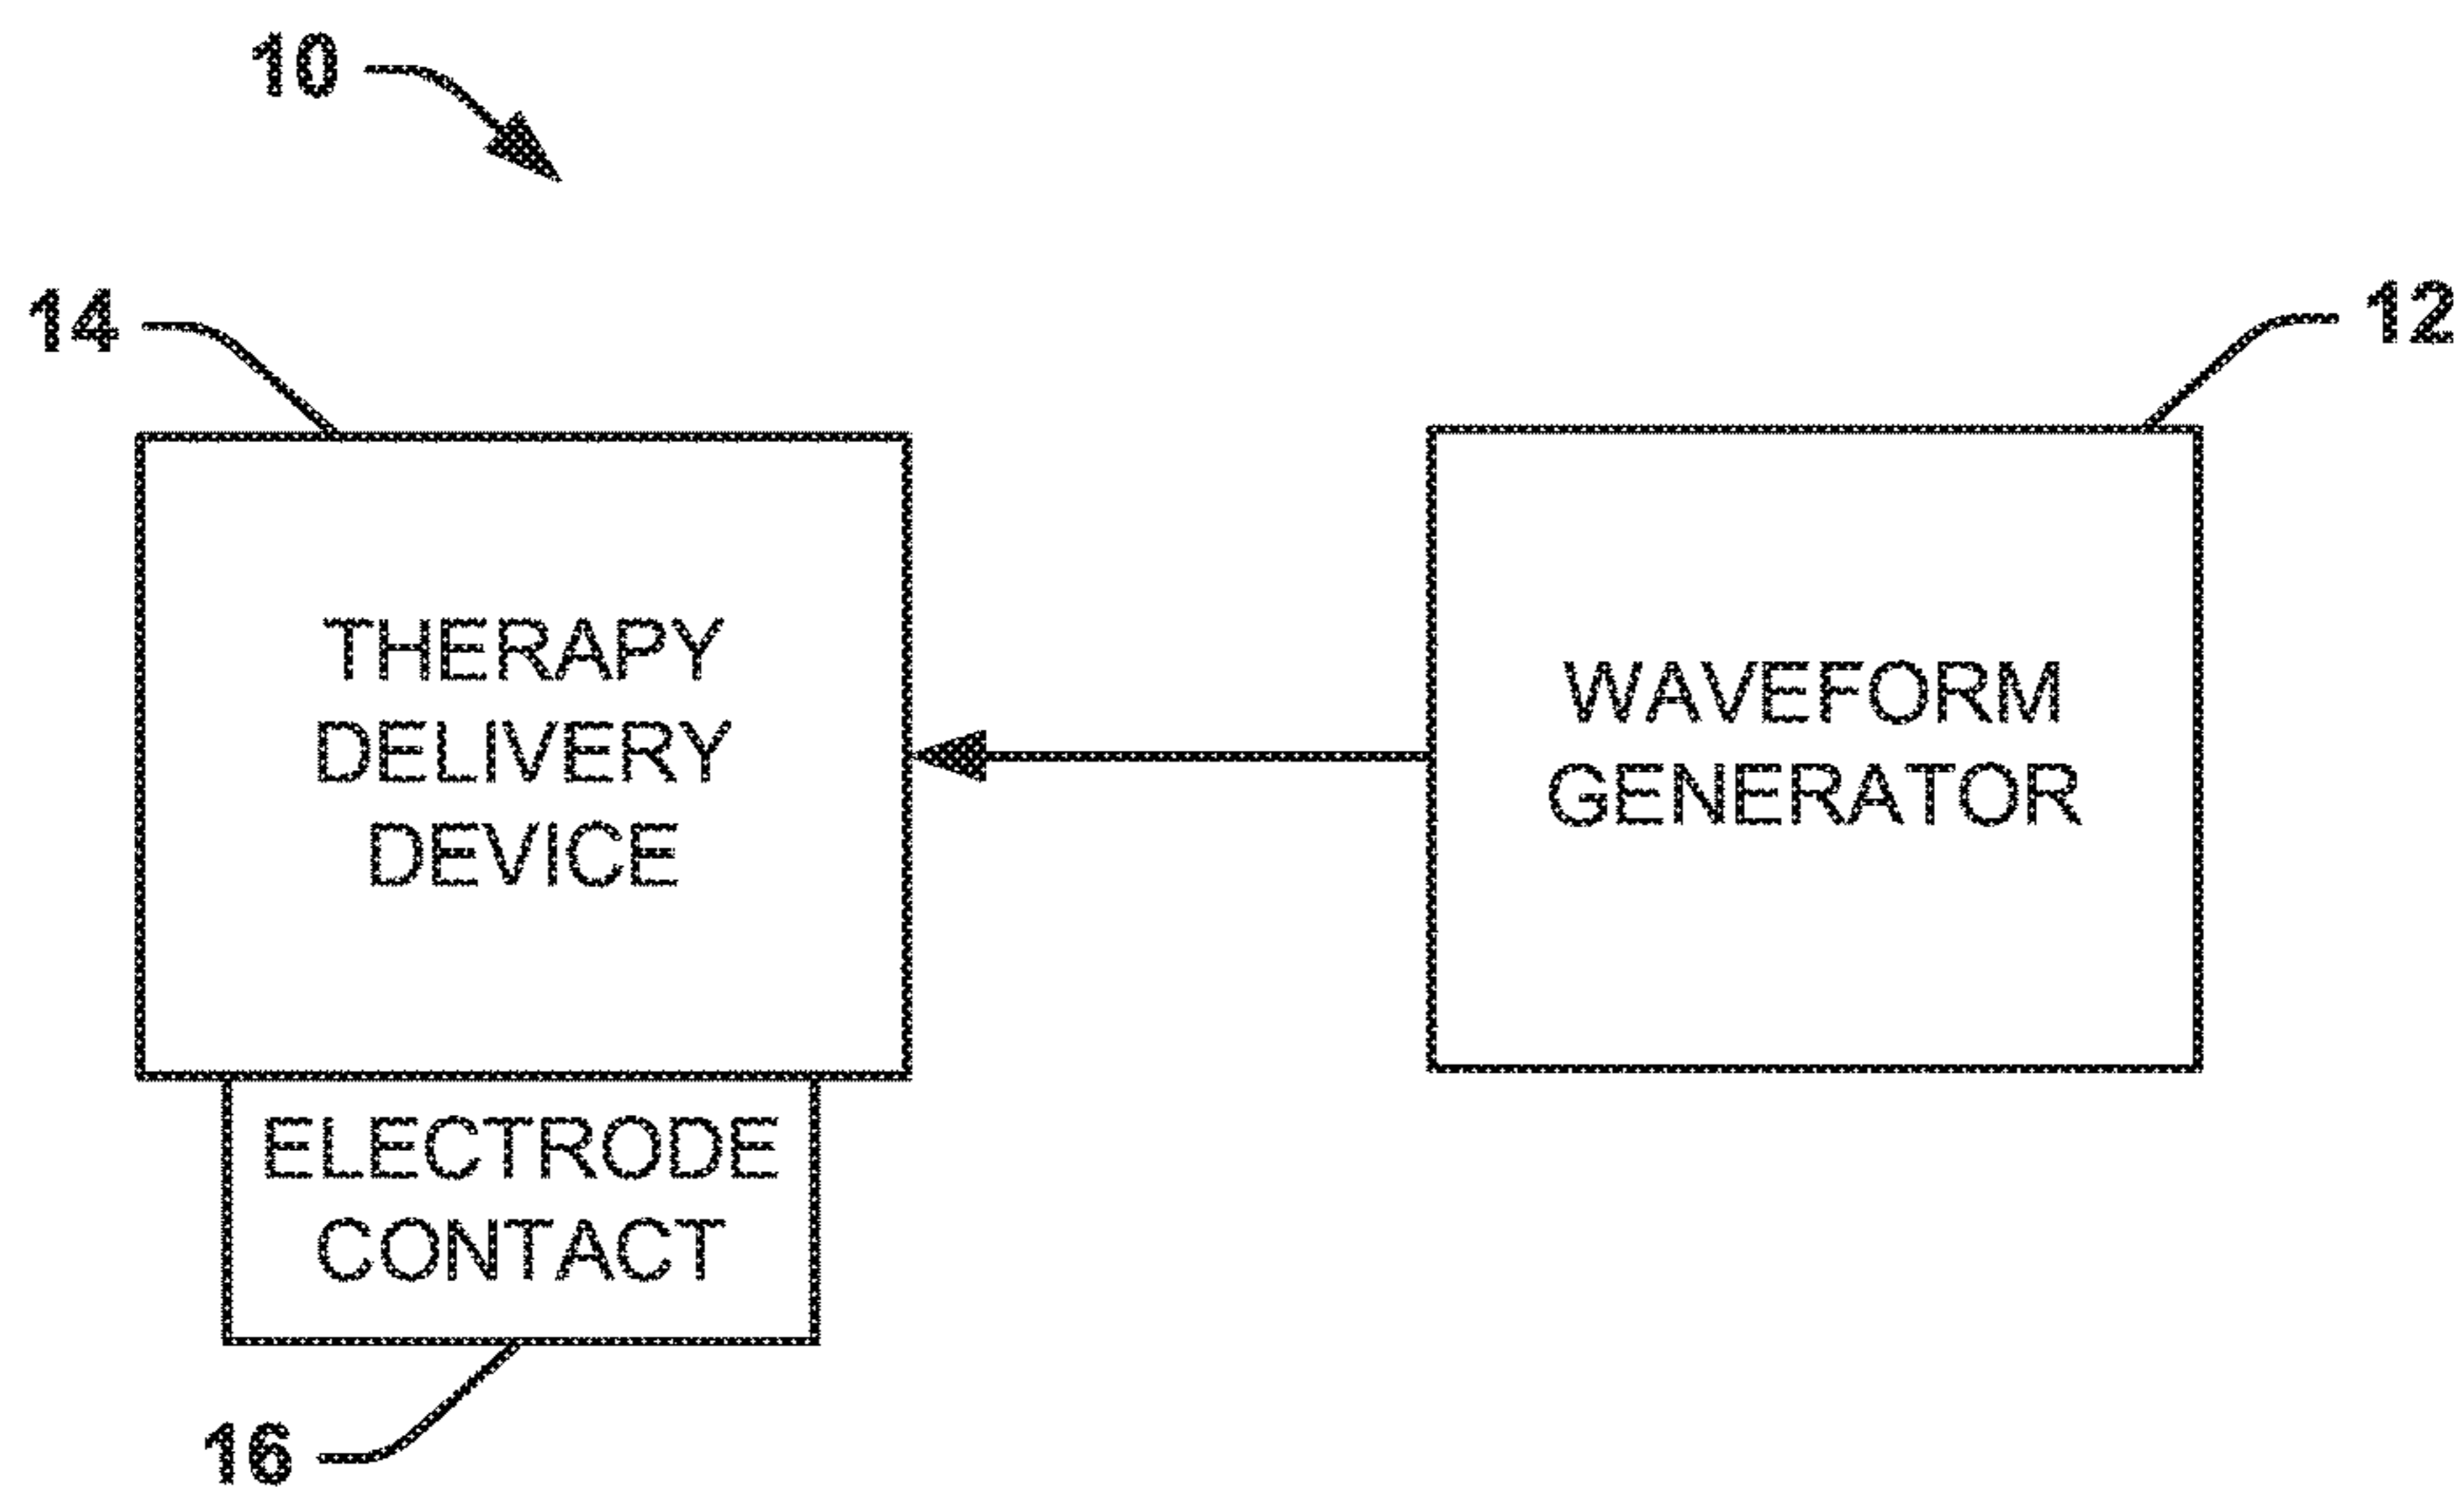 10
14
12
THERAPY
DELIVERY
DEVICE
WAVEFORM
GENERATOR
ELECTRODE
CONTACT
16